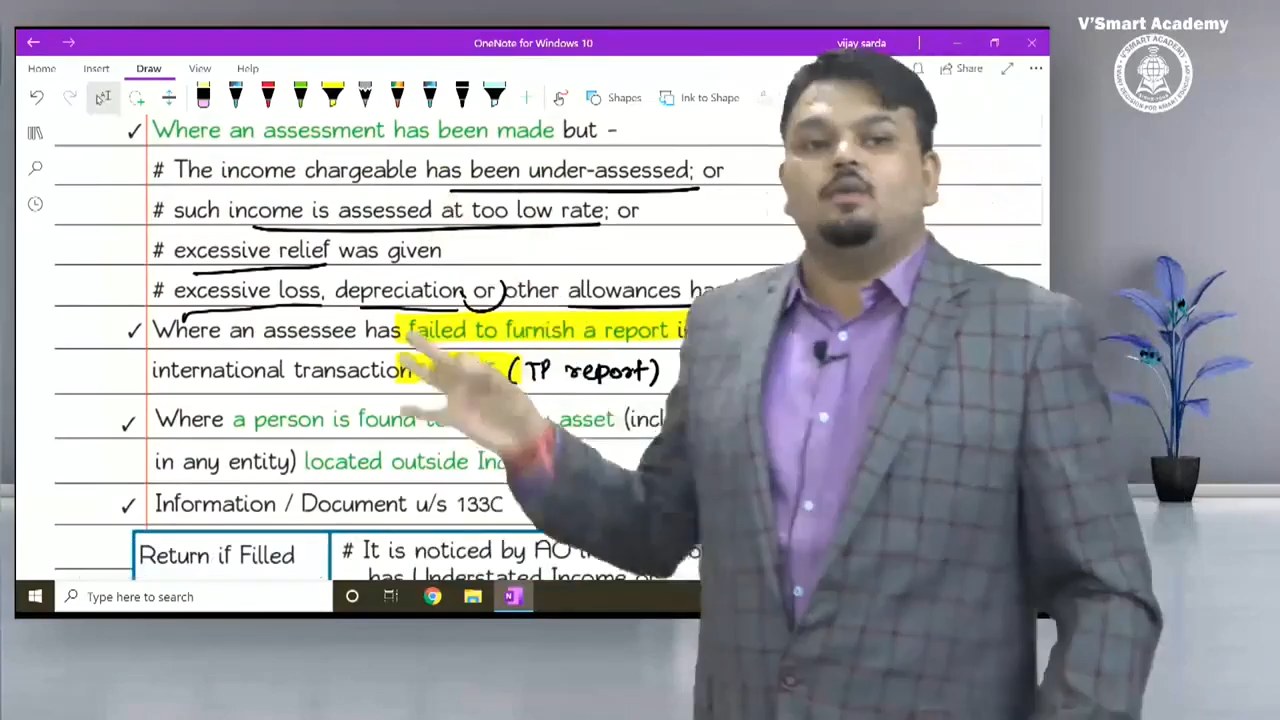 V'Smart Academy
OneNote for Windows 10
vijay sarda
Home Insert Draw View Help
Share
Shapes
Ink to Shape
✓ Where an assessment has been made but -
# The income chargeable has been under-assessed; or
# such income is assessed at too low rate; or
# excessive relief was given
# excessive loss, depreciation or other allowances
✓ Where an assessee has failed to furnish a report
international transaction (TP report)
✓ Where a person is found asset
in any entity) located outside
✓ Information / Document u/s 133C
Return if Filled
# It is noticed by AO
has Understated Income
Type here to search